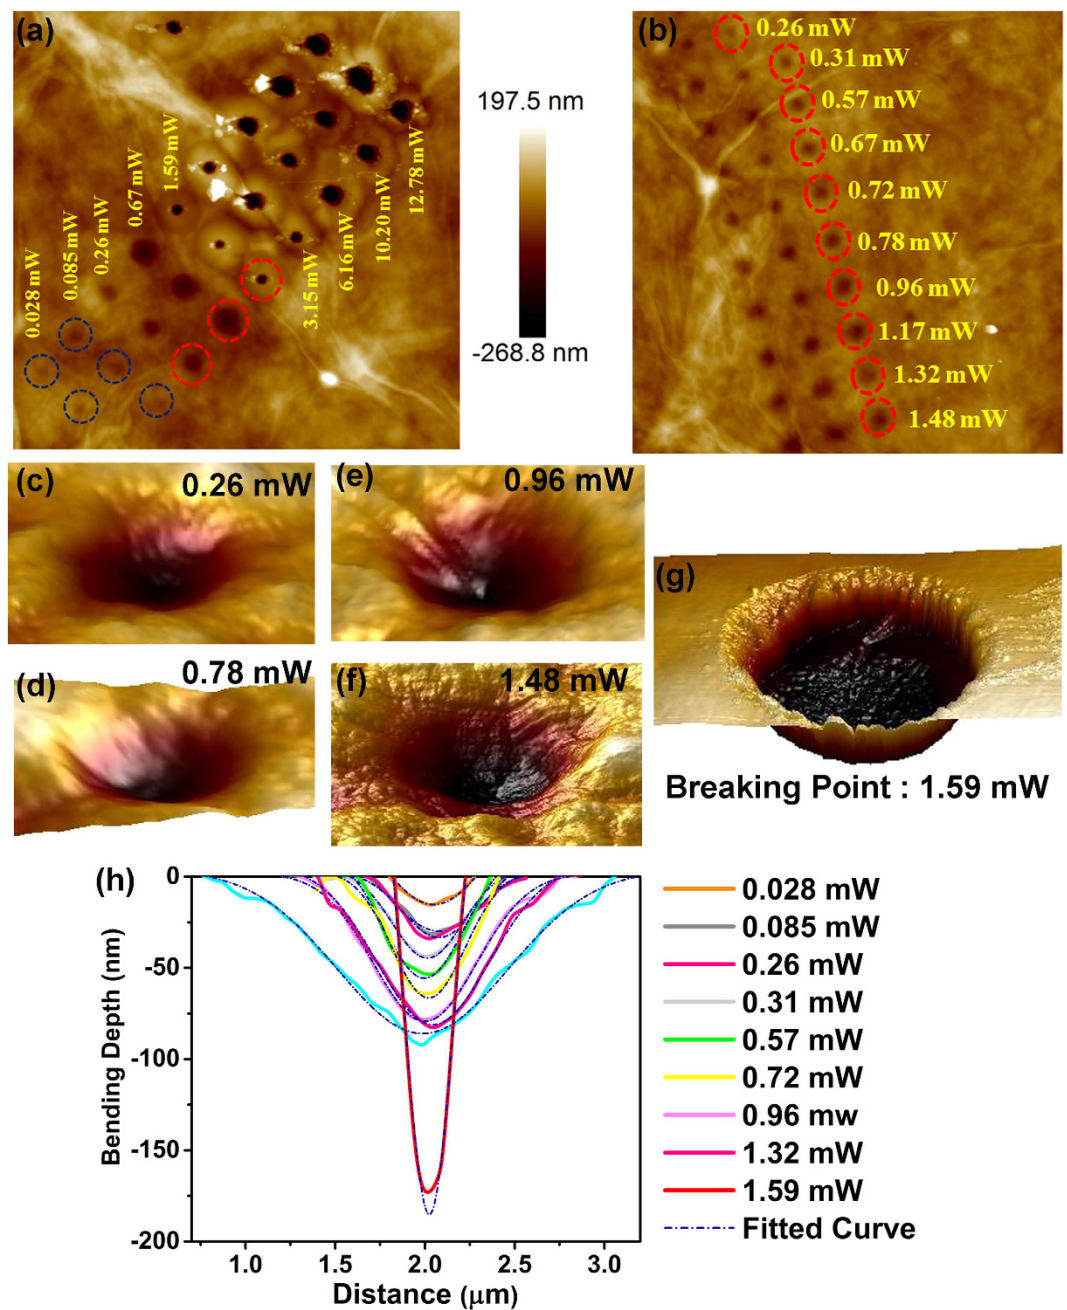 (a)
0.028 mW
0.085 mW
0.26 mW
0.67 mW
1.59 mW
3.15 mW
6.16 mW
10.20 mW
12.78 mW
197.5 nm
-268.8 nm
(b)
0.26 mW
0.31 mW
0.57 mW
0.67 mW
0.72 mW
0.78 mW
0.96 mW
1.17 mW
1.32 mW
1.48 mW
(c)
0.26 mW
(e)
0.96 mW
(d)
0.78 mW
(f)
1.48 mW
(g)
Breaking Point : 1.59 mW
(h)
0
-50
-100
-150
-200
Bending Depth (nm)
1.0 1.5 2.0 2.5 3.0
Distance (μm)
0.028 mW
0.085 mW
0.26 mW
0.31 mW
0.57 mW
0.72 mW
0.96 mw
1.32 mW
1.59 mW
Fitted Curve